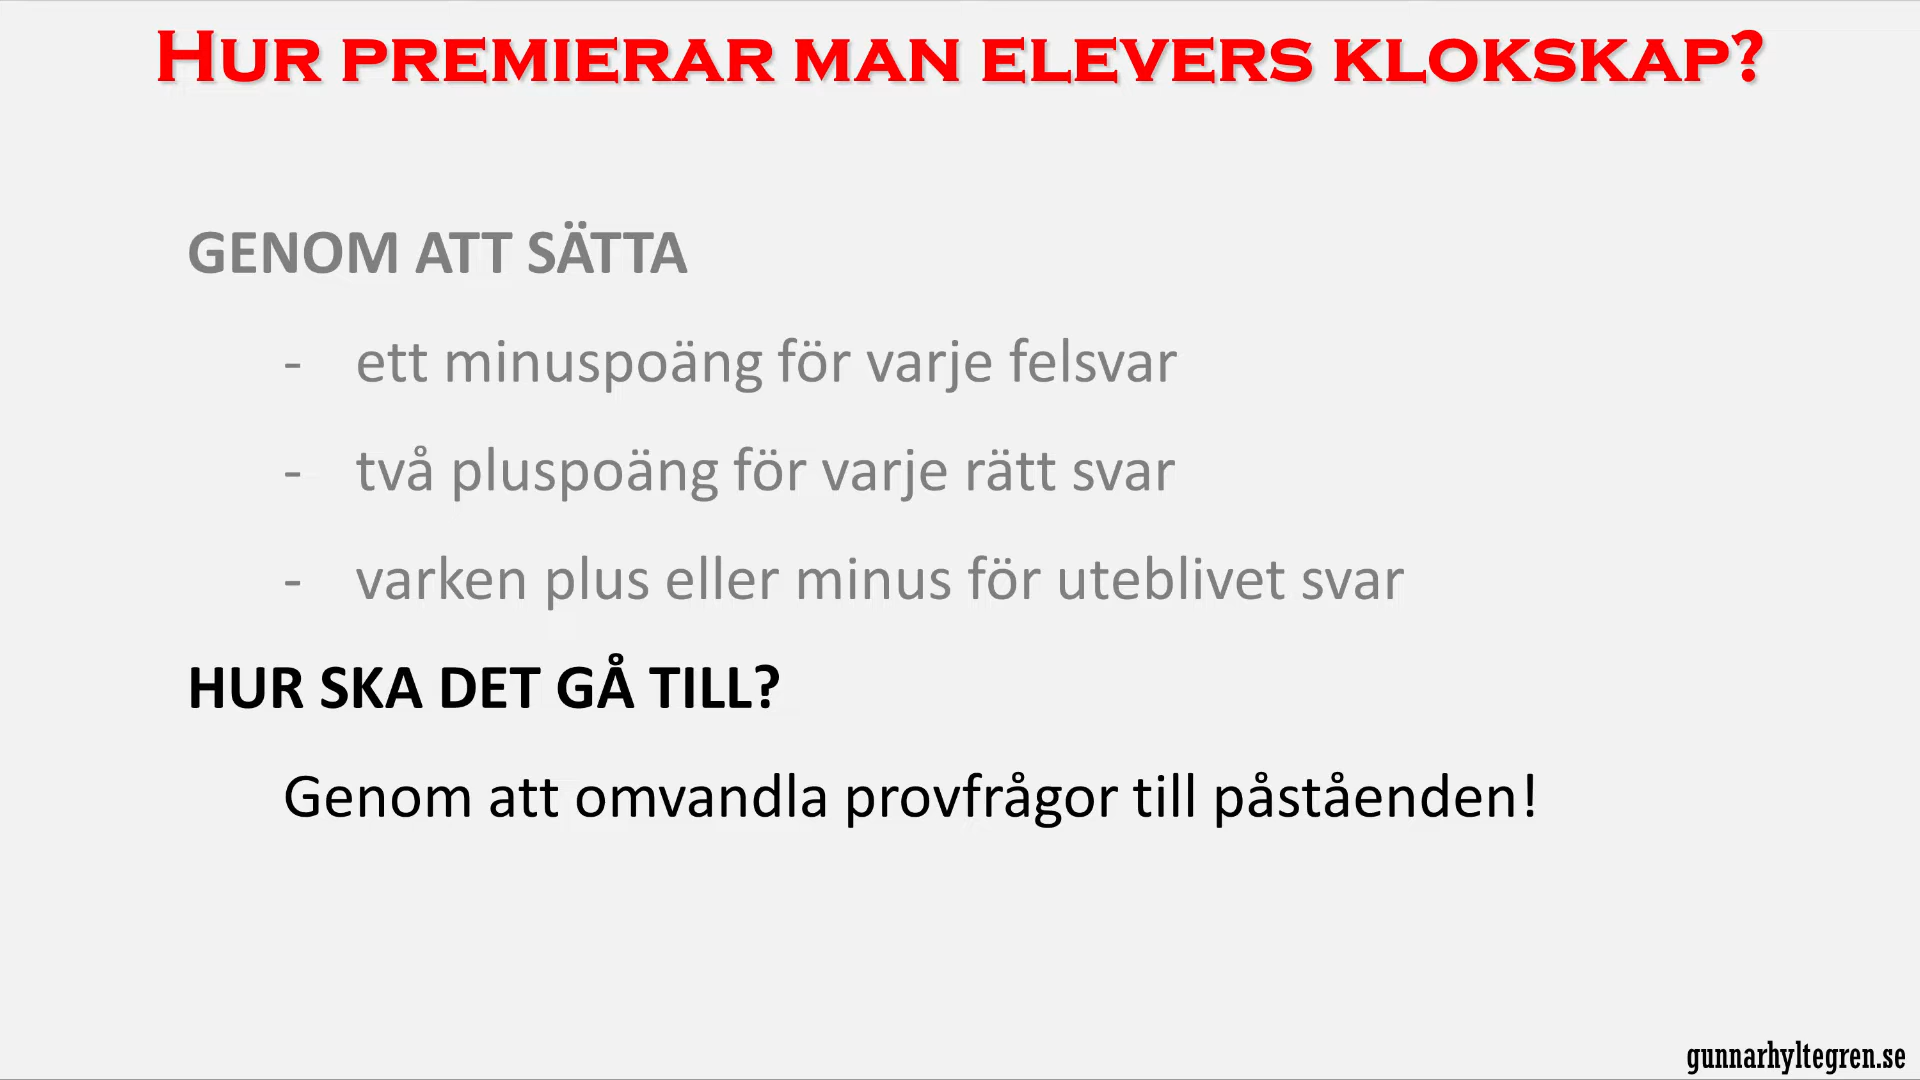 HUR PREMIERAR MAN ELEVERS KLOKSKAP?
GENOM ATT SÄTTA
- ett minuspoäng för varje felsvar
- två pluspoäng för varje rätt svar
- varken plus eller minus för uteblivet svar
HUR SKA DET GÅ TILL?
Genom att omvandla provfrågor till påståenden!
gunnarhyltegren.se